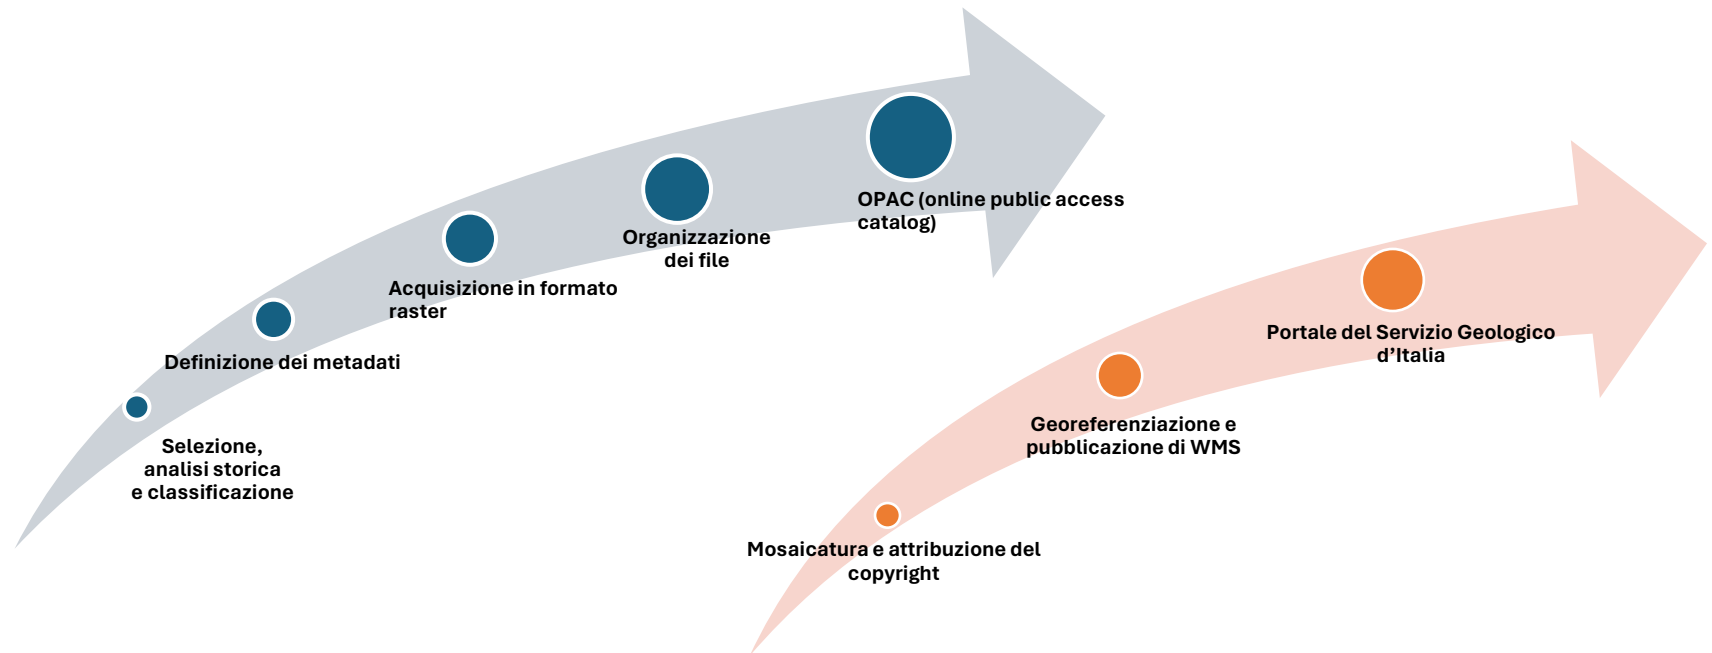 Selezione,
analisi storica
e classificazione
Definizione dei metadati
Acquisizione in formato
raster
Organizzazione
dei file
OPAC (online public access
catalog)
Mosaicatura e attribuzione del
copyright
Georeferenziazione e
pubblicazione di WMS
Portale del Servizio Geologico
d’Italia